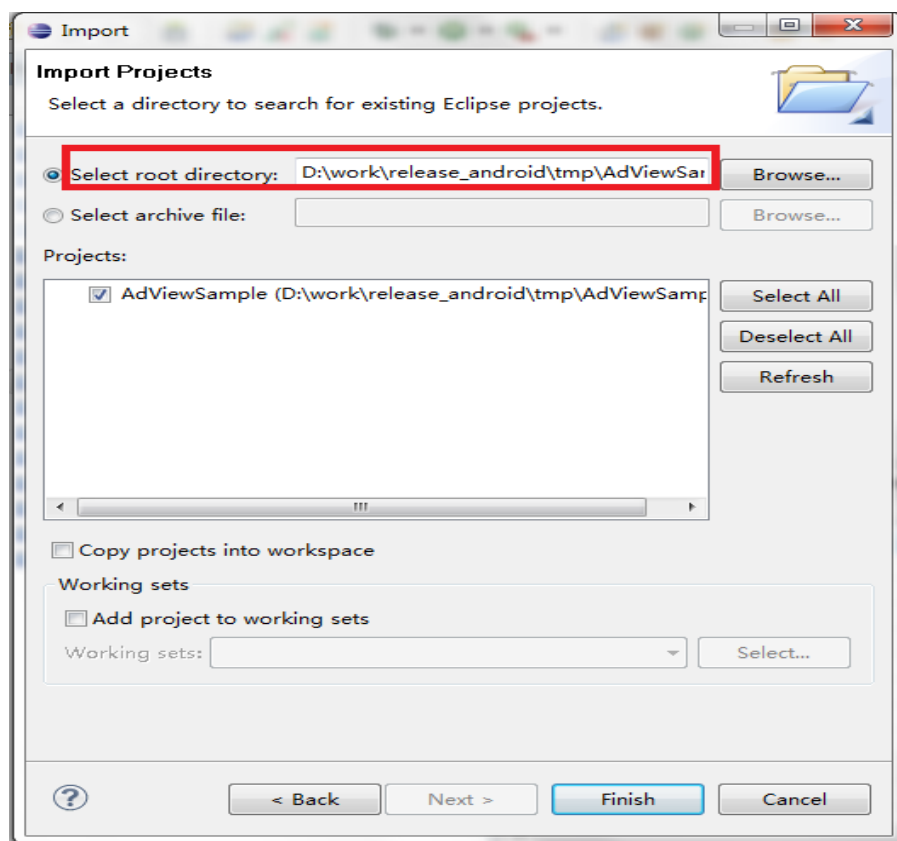 Import
Import Projects
Select a directory to search for existing Eclipse projects.
Select root directory: D:\work\release_android\tmp\AdViewSar Browse...
Select archive file: Browse...
Projects:
AdViewSample (D:\work\release_android\tmp\AdViewSamp Select All
Deselect All
Refresh
Copy projects into workspace
Working sets
Add project to working sets
Working sets: Select...
? < Back Next > Finish Cancel